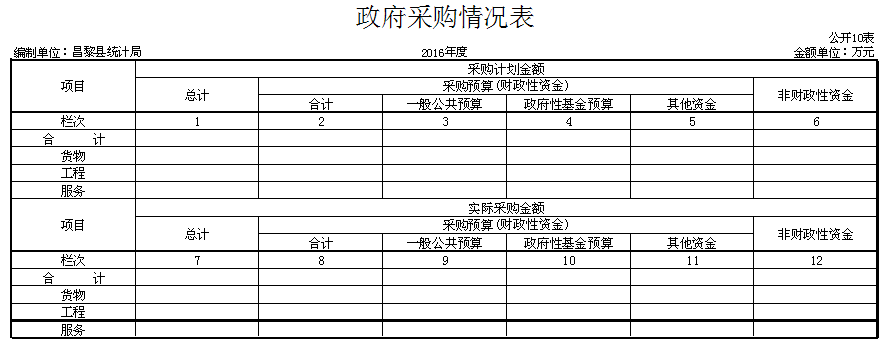 政府采购情况表
公开10表
编制单位：昌黎县统计局 2016年度 金额单位：万元
项目 采购计划金额
总计 采购预算(财政性资金) 非财政性资金
合计 一般公共预算 政府性基金预算 其他资金
栏次 1 2 3 4 5 6
合 计
货物
工程
服务
项目 实际采购金额
总计 采购预算(财政性资金) 非财政性资金
合计 一般公共预算 政府性基金预算 其他资金
栏次 7 8 9 10 11 12
合 计
货物
工程
服务